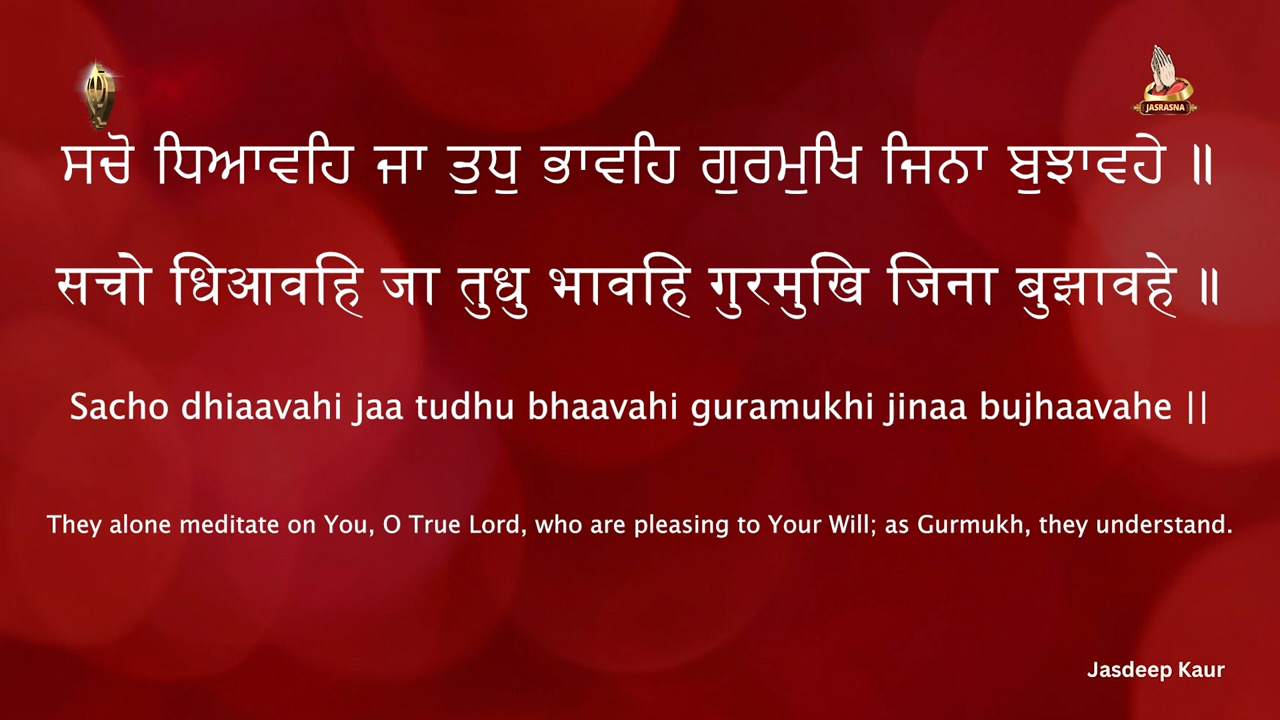 JASRASNA
ਸਚੋ ਧਿਆਵਹਿ ਜਾ ਤੁਧੁ ਭਾਵਹਿ ਗੁਰਮੁਖਿ ਜਿਨਾ ਬੁਝਾਵਹੇ ॥
सचो धिआवहि जा तुधु भावहि गुरमुखि जिना बुझावहे ॥
Sacho dhiaavahi jaa tudhu bhaavahi guramukhi jinaa bujhaavahe ||
They alone meditate on You, O True Lord, who are pleasing to Your Will; as Gurmukh, they understand.
Jasdeep Kaur